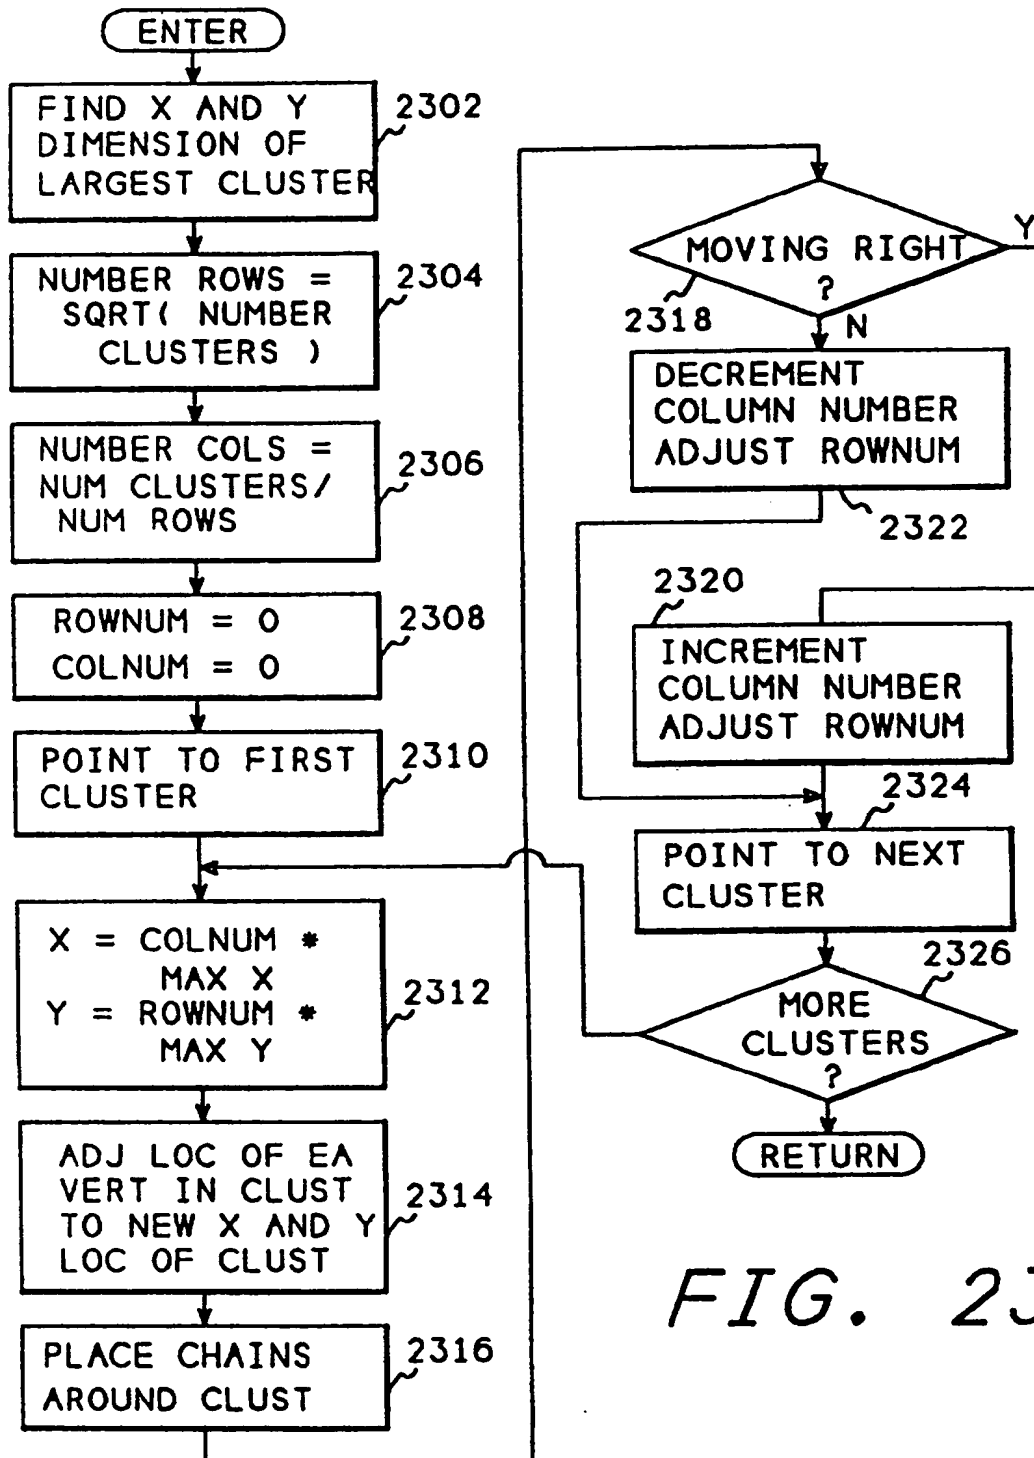 ENTER
FIND X AND Y
DIMENSION OF
LARGEST CLUSTER
2302
NUMBER ROWS =
SQRT( NUMBER
CLUSTERS )
2304
NUMBER COLS =
NUM CLUSTERS/
NUM ROWS
2306
ROWNUM = 0
COLNUM = 0
2308
POINT TO FIRST
CLUSTER
2310
X = COLNUM *
MAX X
Y = ROWNUM *
MAX Y
2312
ADJ LOC OF EA
VERT IN CLUST
TO NEW X AND Y
LOC OF CLUST
2314
PLACE CHAINS
AROUND CLUST
2316
MOVING RIGHT
?
Y
2318
N
DECREMENT
COLUMN NUMBER
ADJUST ROWNUM
2322
2320
INCREMENT
COLUMN NUMBER
ADJUST ROWNUM
2324
POINT TO NEXT
CLUSTER
2326
MORE
CLUSTERS
?
RETURN
FIG. 23